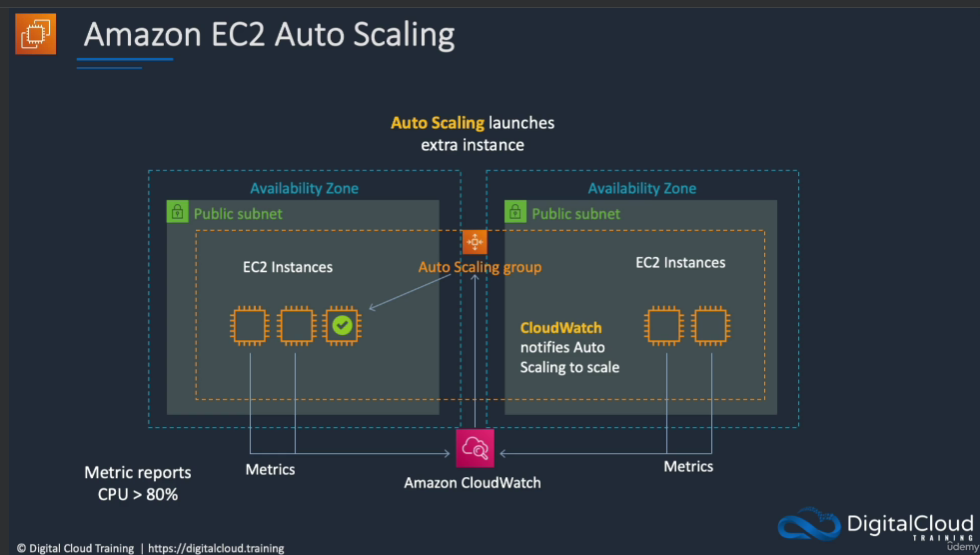 Amazon EC2 Auto Scaling
Auto Scaling launches
extra instance
Availability Zone
Availability Zone
Public subnet
Public subnet
EC2 Instances
Auto Scaling group
EC2 Instances
CloudWatch
notifies Auto
Scaling to scale
Metric reports
CPU > 80%
Metrics
Amazon CloudWatch
Metrics
DigitalCloud
TRAINING
ûdemy
© Digital Cloud Training | https://digitalcloud.training